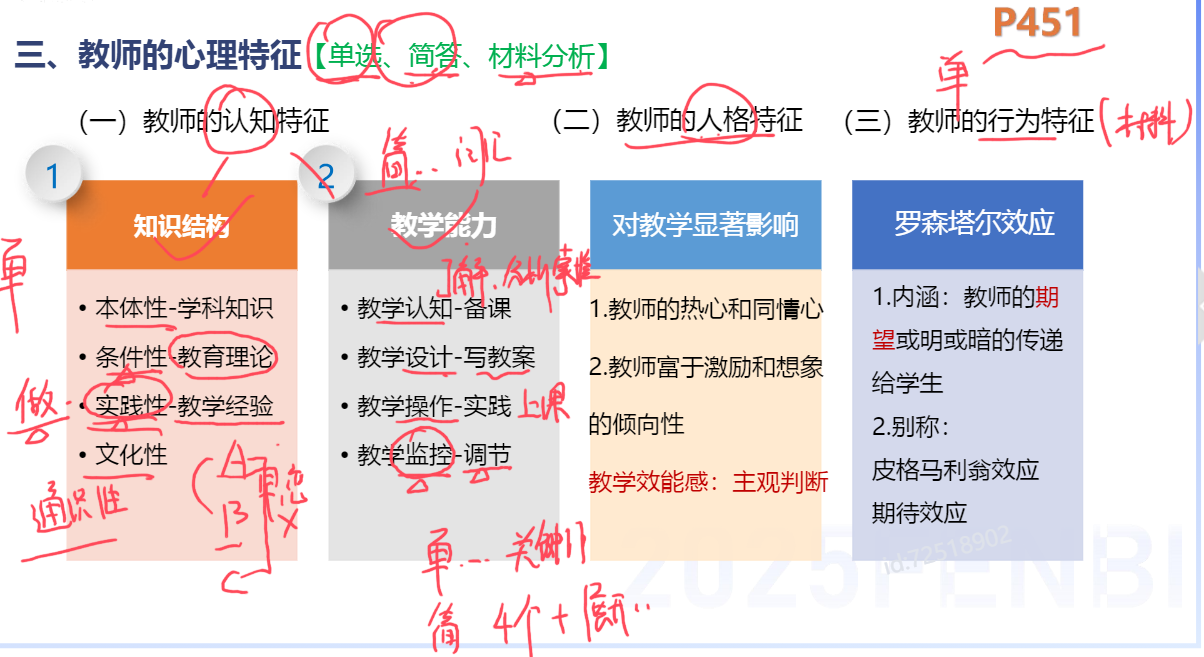 P451
三、教师的心理特征【单选、简答、材料分析】
单
（一）教师的认知特征
（二）教师的人格特征
（三）教师的行为特征
(材料)
简..词汇
1
知识结构
单
• 本体性-学科知识
• 条件性-教育理论
• 实践性-教学经验
做
• 文化性
通识性
A
B
C
2
教学能力
了解.分析
• 教学认知-备课
• 教学设计-写教案
• 教学操作-实践 上课
• 教学监控-调节
单...关键词
简 4个+展开..
对教学显著影响
1.教师的热心和同情心
2.教师富于激励和想象
的倾向性
教学效能感：主观判断
罗森塔尔效应
1.内涵：教师的期
望或明或暗的传递
给学生
2.别称：
皮格马利翁效应
期待效应
id:72518902
2025FENBI